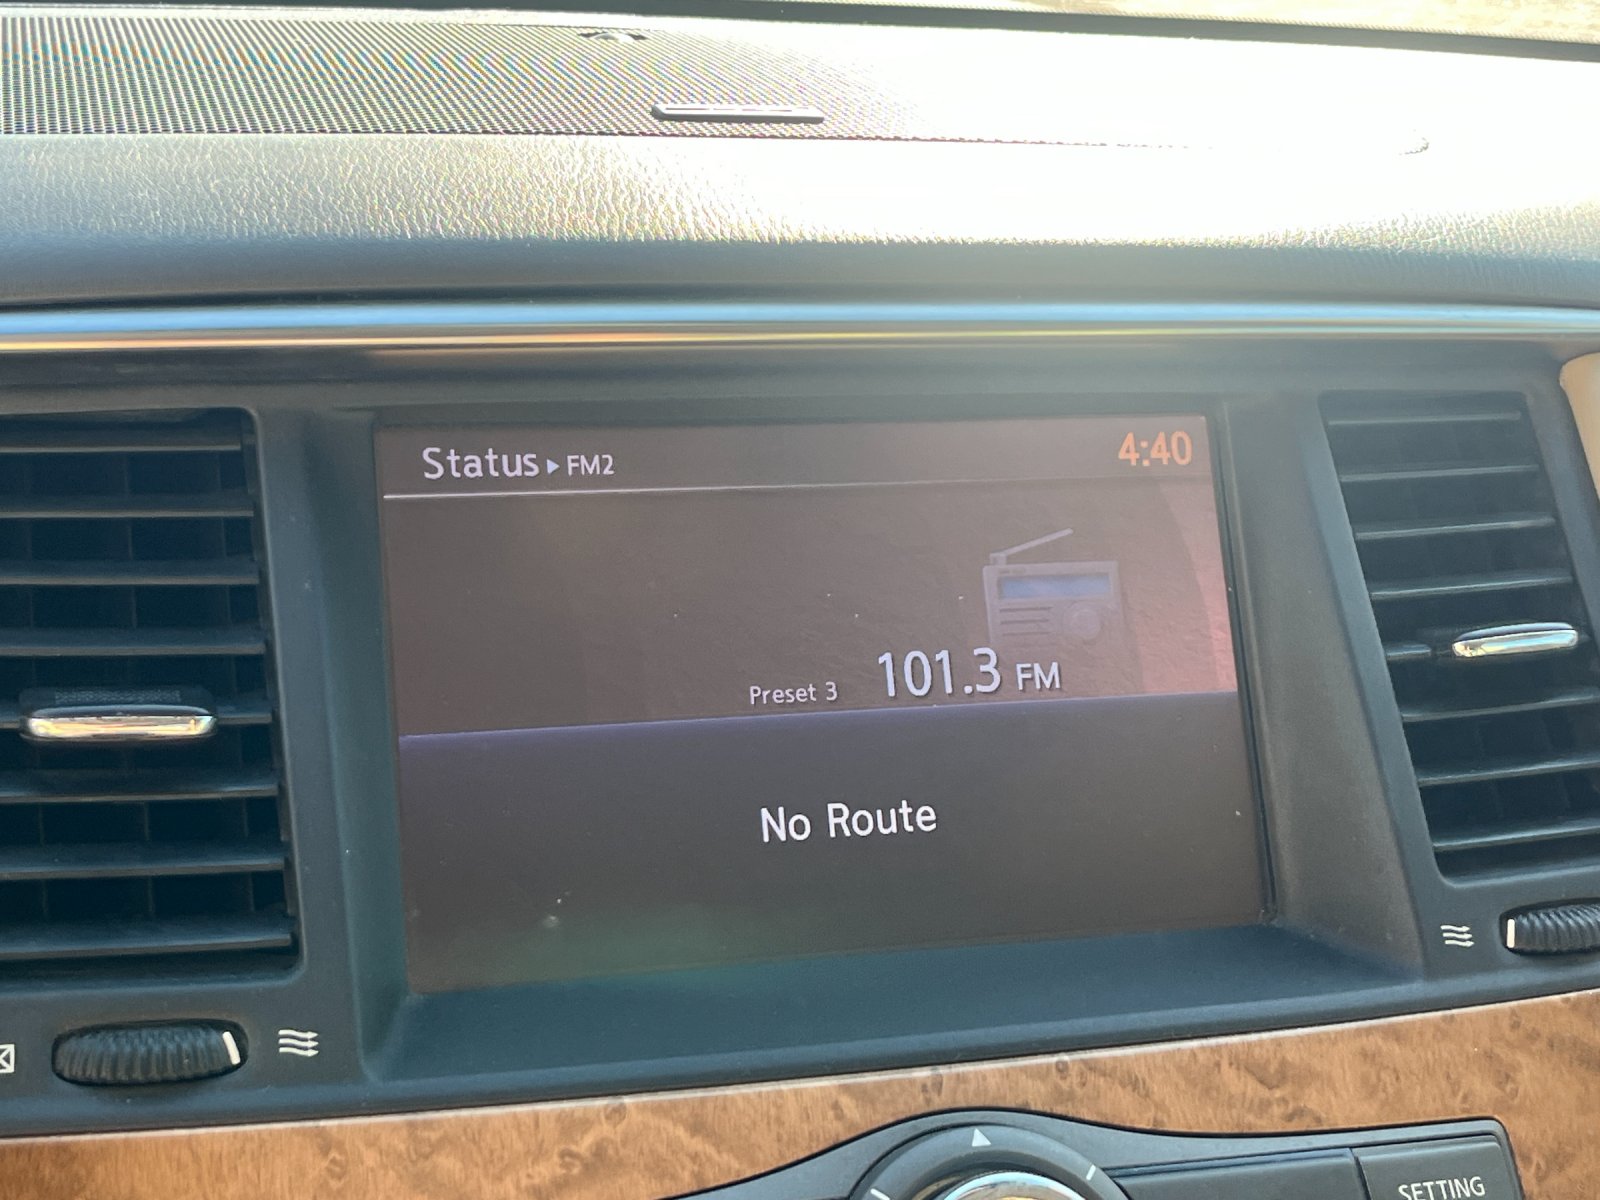 Status ▸ FM2
4:40
Preset 3 101.3 FM
No Route
SETTING